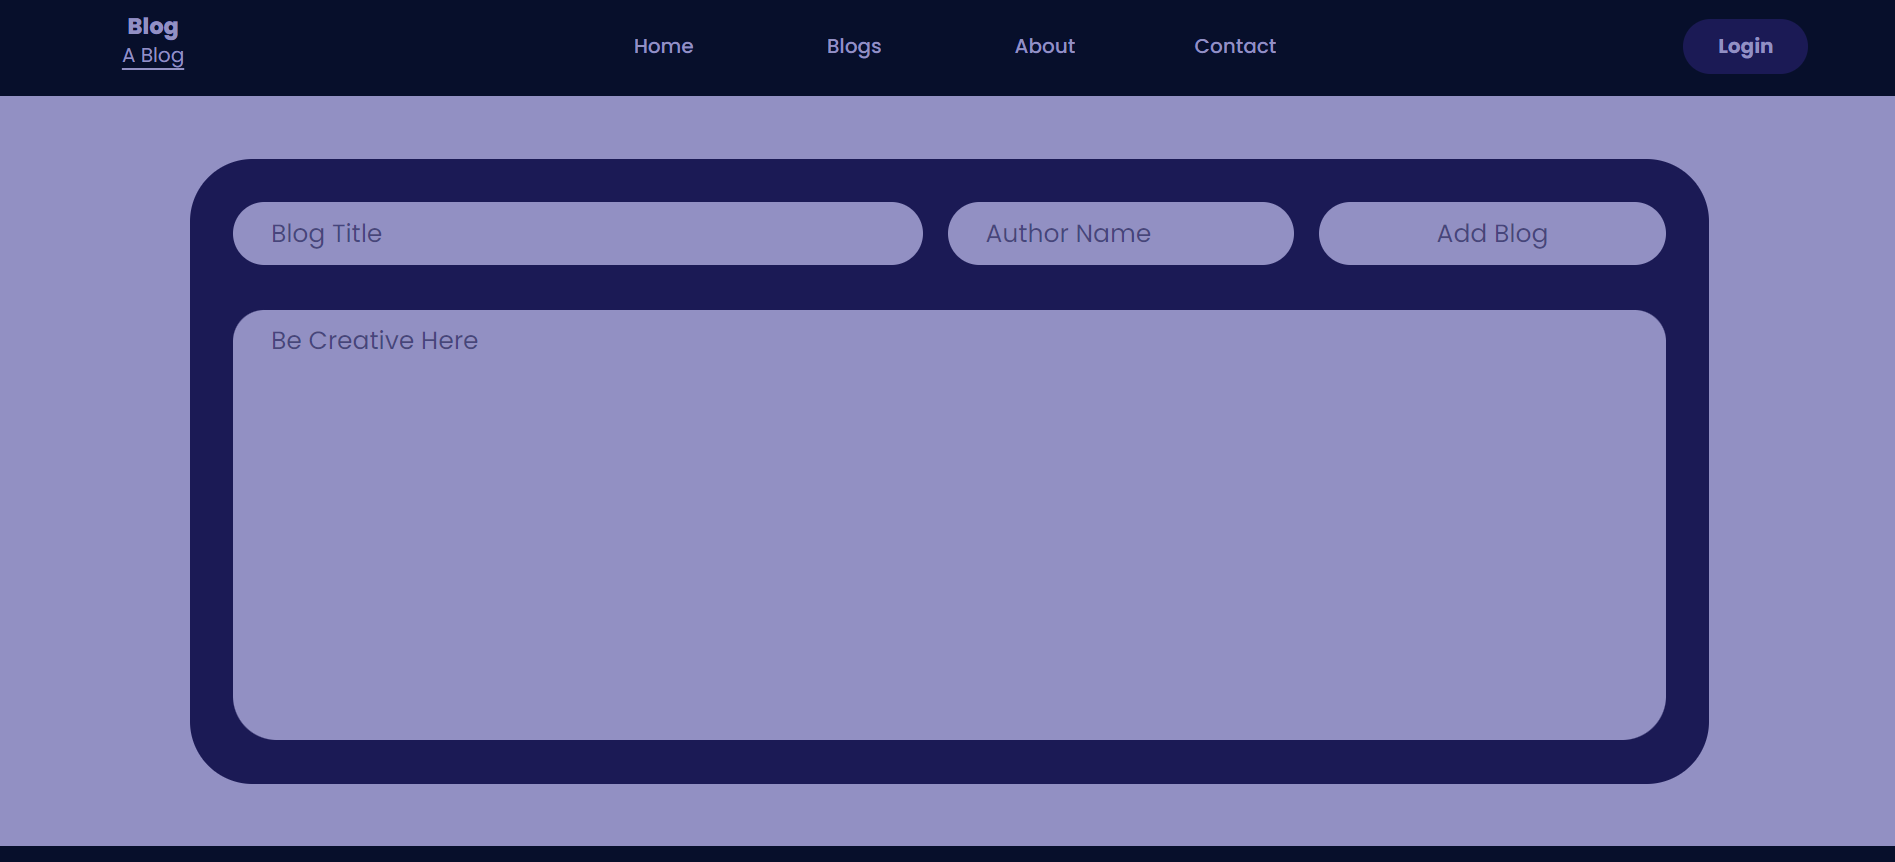 Blog
A Blog
Home Blogs About Contact
Login
Blog Title
Author Name
Add Blog
Be Creative Here